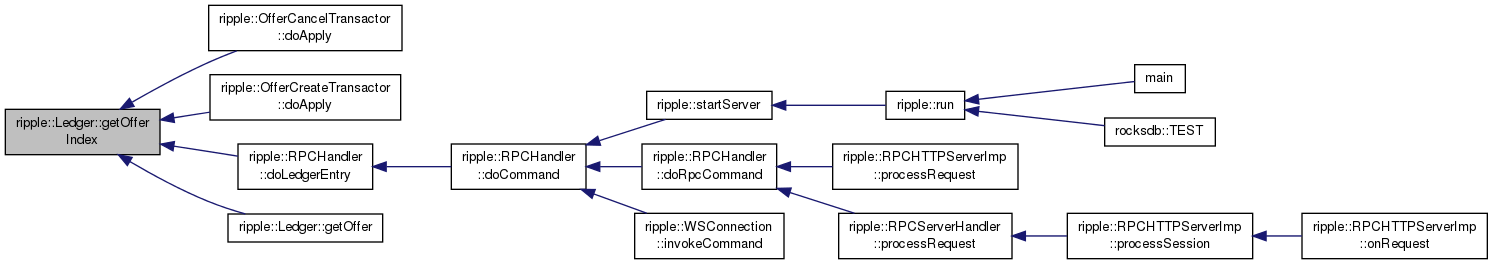 ripple::OfferCancelTransactor
::doApply
ripple::OfferCreateTransactor
::doApply
ripple::Ledger::getOffer
Index
ripple::RPCHandler
::doLedgerEntry
ripple::Ledger::getOffer
ripple::RPCHandler
::doCommand
ripple::startServer
ripple::RPCHandler
::doRpcCommand
ripple::WSConnection
::invokeCommand
ripple::run
main
rocksdb::TEST
ripple::RPCHTTPServerImp
::processRequest
ripple::RPCServerHandler
::processRequest
ripple::RPCHTTPServerImp
::processSession
ripple::RPCHTTPServerImp
::onRequest